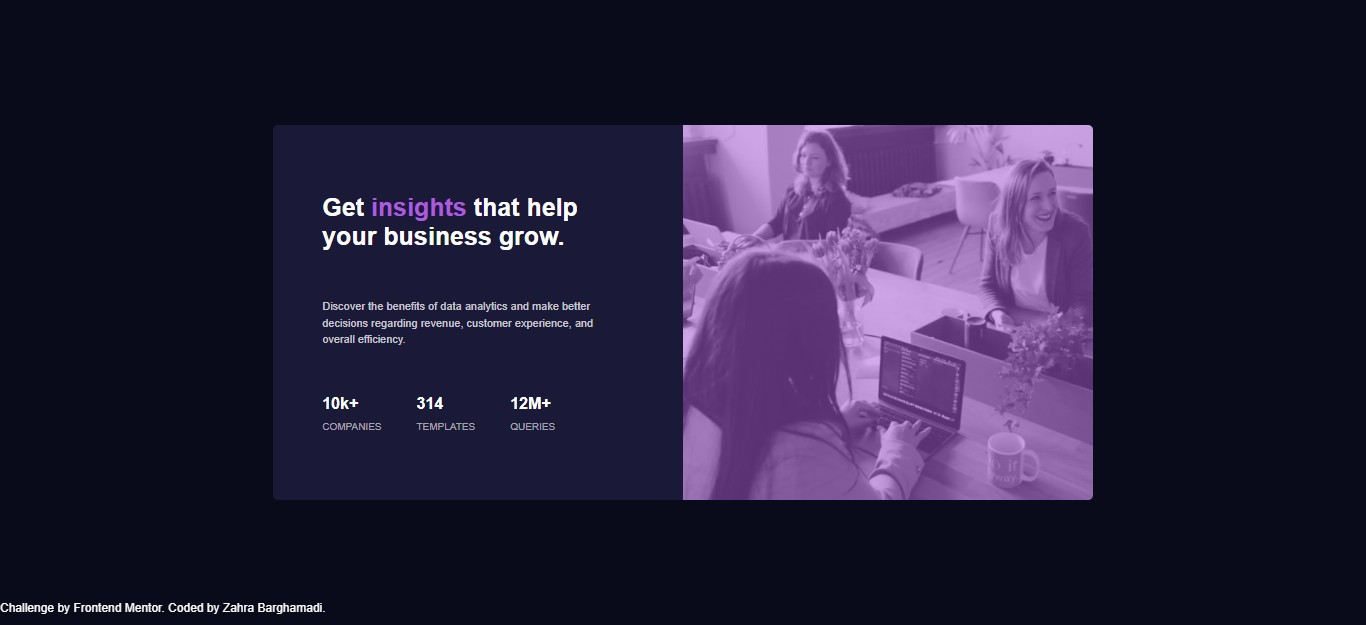 Get insights that help
your business grow.
Discover the benefits of data analytics and make better
decisions regarding revenue, customer experience, and
overall efficiency.
10k+ 314 12M+
COMPANIES TEMPLATES QUERIES
Challenge by Frontend Mentor. Coded by Zahra Barghamadi.